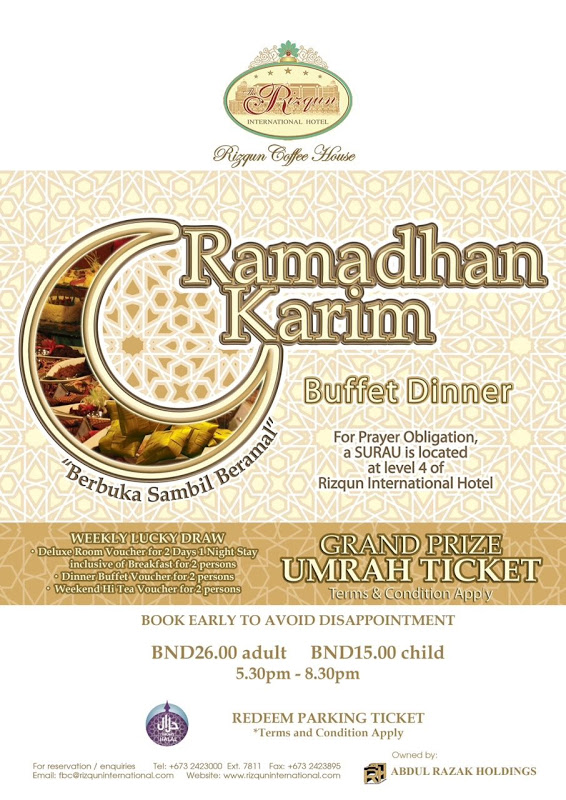 The Rizqun
INTERNATIONAL HOTEL
Rizqun Coffee House
Ramadhan
Karim
Buffet Dinner
For Prayer Obligation,
a SURAU is located
at level 4 of
Rizqun International Hotel
"Berbuka Sambil Beramal"
WEEKLY LUCKY DRAW
· Deluxe Room Voucher for 2 Days 1 Night Stay
inclusive of Breakfast for 2 persons
· Dinner Buffet Voucher for 2 persons
· Weekend Hi Tea Voucher for 2 persons
GRAND PRIZE
UMRAH TICKET
Terms & Condition Apply
BOOK EARLY TO AVOID DISAPPOINTMENT
BND26.00 adult BND15.00 child
5.30pm - 8.30pm
حلال
HALAL
REDEEM PARKING TICKET
*Terms and Condition Apply
For reservation / enquiries Tel: +673 2423000 Ext. 7811 Fax: +673 2423895
Email: fbc@rizquninternational.com Website: www.rizquninternational.com
Owned by:
ABDUL RAZAK HOLDINGS